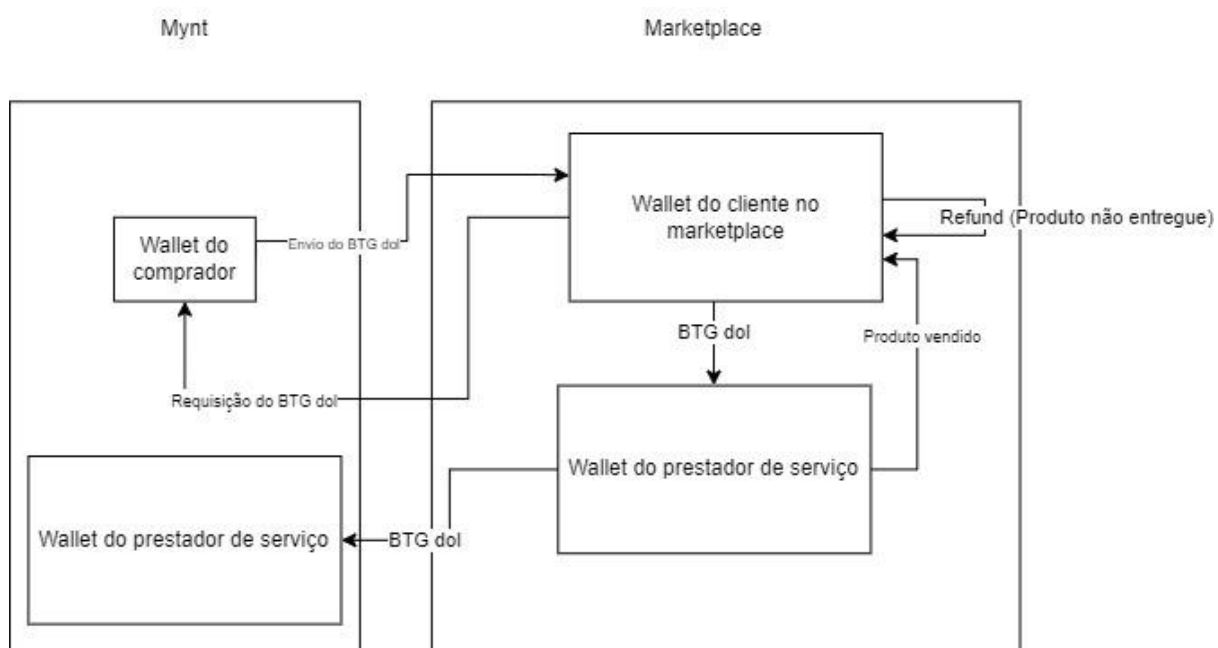 Mynt
Marketplace
Wallet do cliente no
marketplace
Refund (Produto não entregue)
Wallet do
comprador
Envio do BTG dol
BTG dol
Produto vendido
Requisição do BTG dol
Wallet do prestador de serviço
Wallet do prestador de serviço
BTG dol